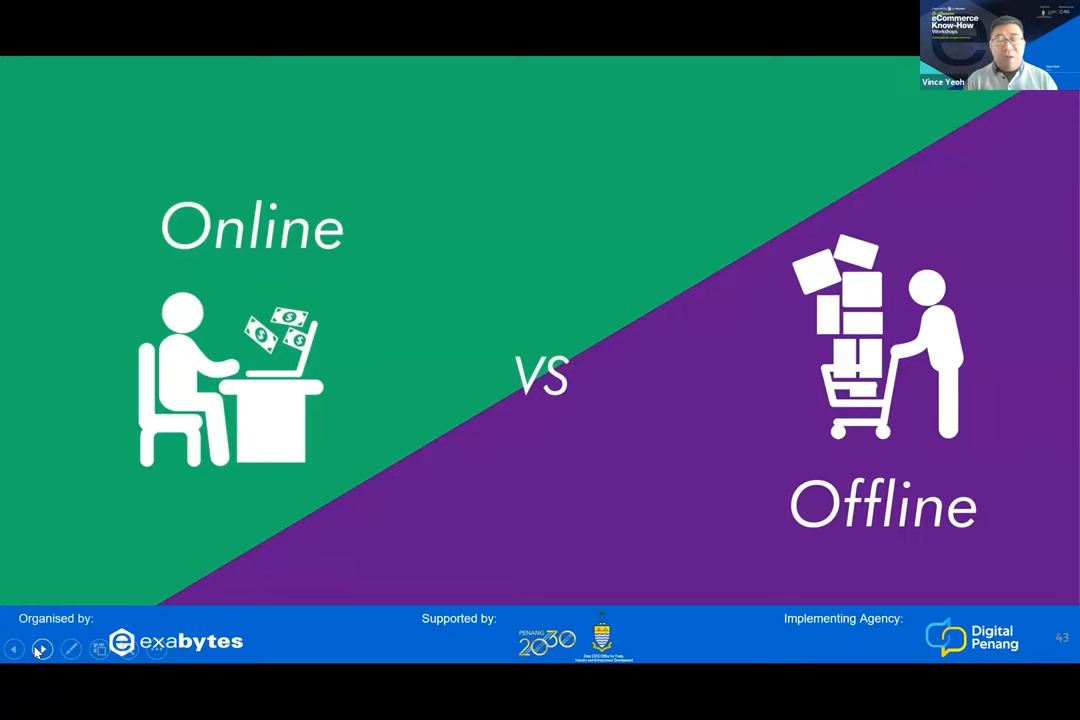 eCommerce
Know-How
Workshops
Vince Yeoh
Online
VS
Offline
Organised by:
Supported by:
Implementing Agency:
exabytes
PENANG
2030
Digital
Penang
43